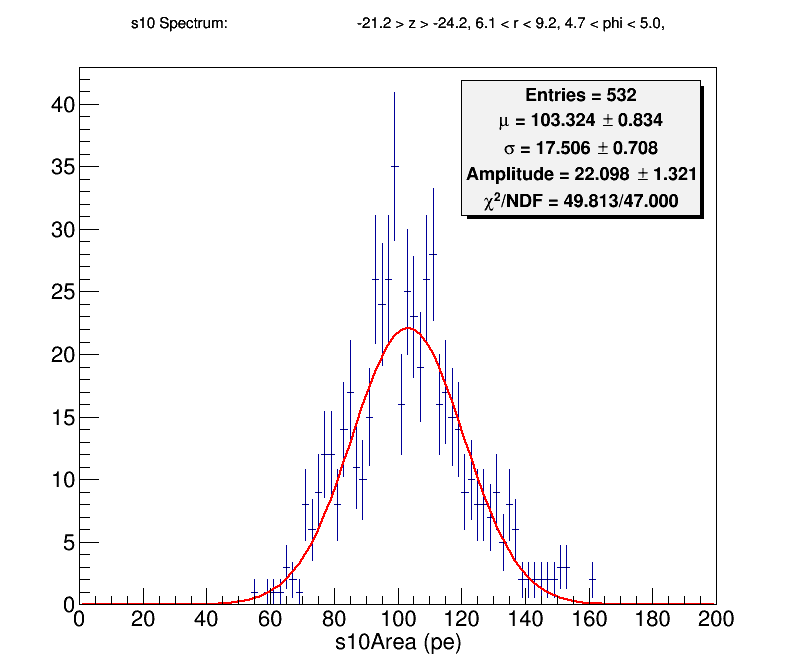 s10 Spectrum: -21.2 > z > -24.2, 6.1 < r < 9.2, 4.7 < phi < 5.0,
Entries = 532
μ = 103.324 ± 0.834
σ = 17.506 ± 0.708
Amplitude = 22.098 ± 1.321
χ²/NDF = 49.813/47.000
40
35
30
25
20
15
10
5
0
0 20 40 60 80 100 120 140 160 180 200
s10Area (pe)